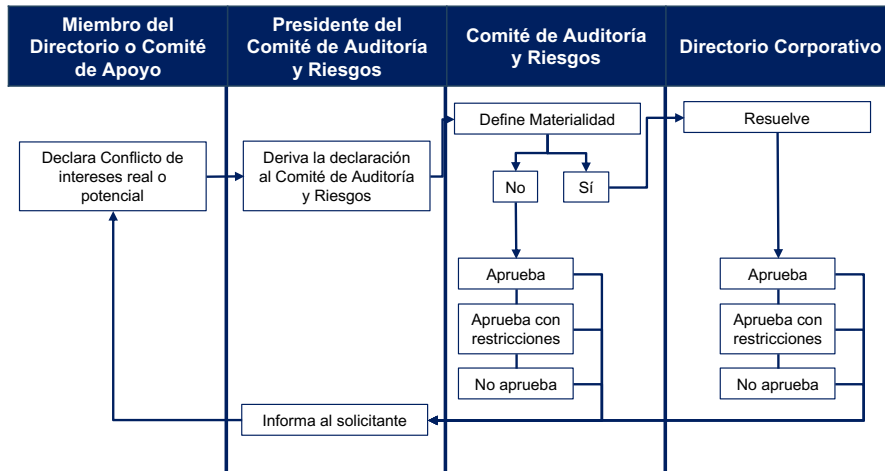 Miembro del
Directorio o Comité
de Apoyo
Presidente del
Comité de Auditoría
y Riesgos
Comité de Auditoría
y Riesgos
Directorio Corporativo
Declara Conflicto de
intereses real o
potencial
Deriva la declaración
al Comité de Auditoría
y Riesgos
Define Materialidad
No
Sí
Resuelve
Aprueba
Aprueba con
restricciones
No aprueba
Aprueba
Aprueba con
restricciones
No aprueba
Informa al solicitante